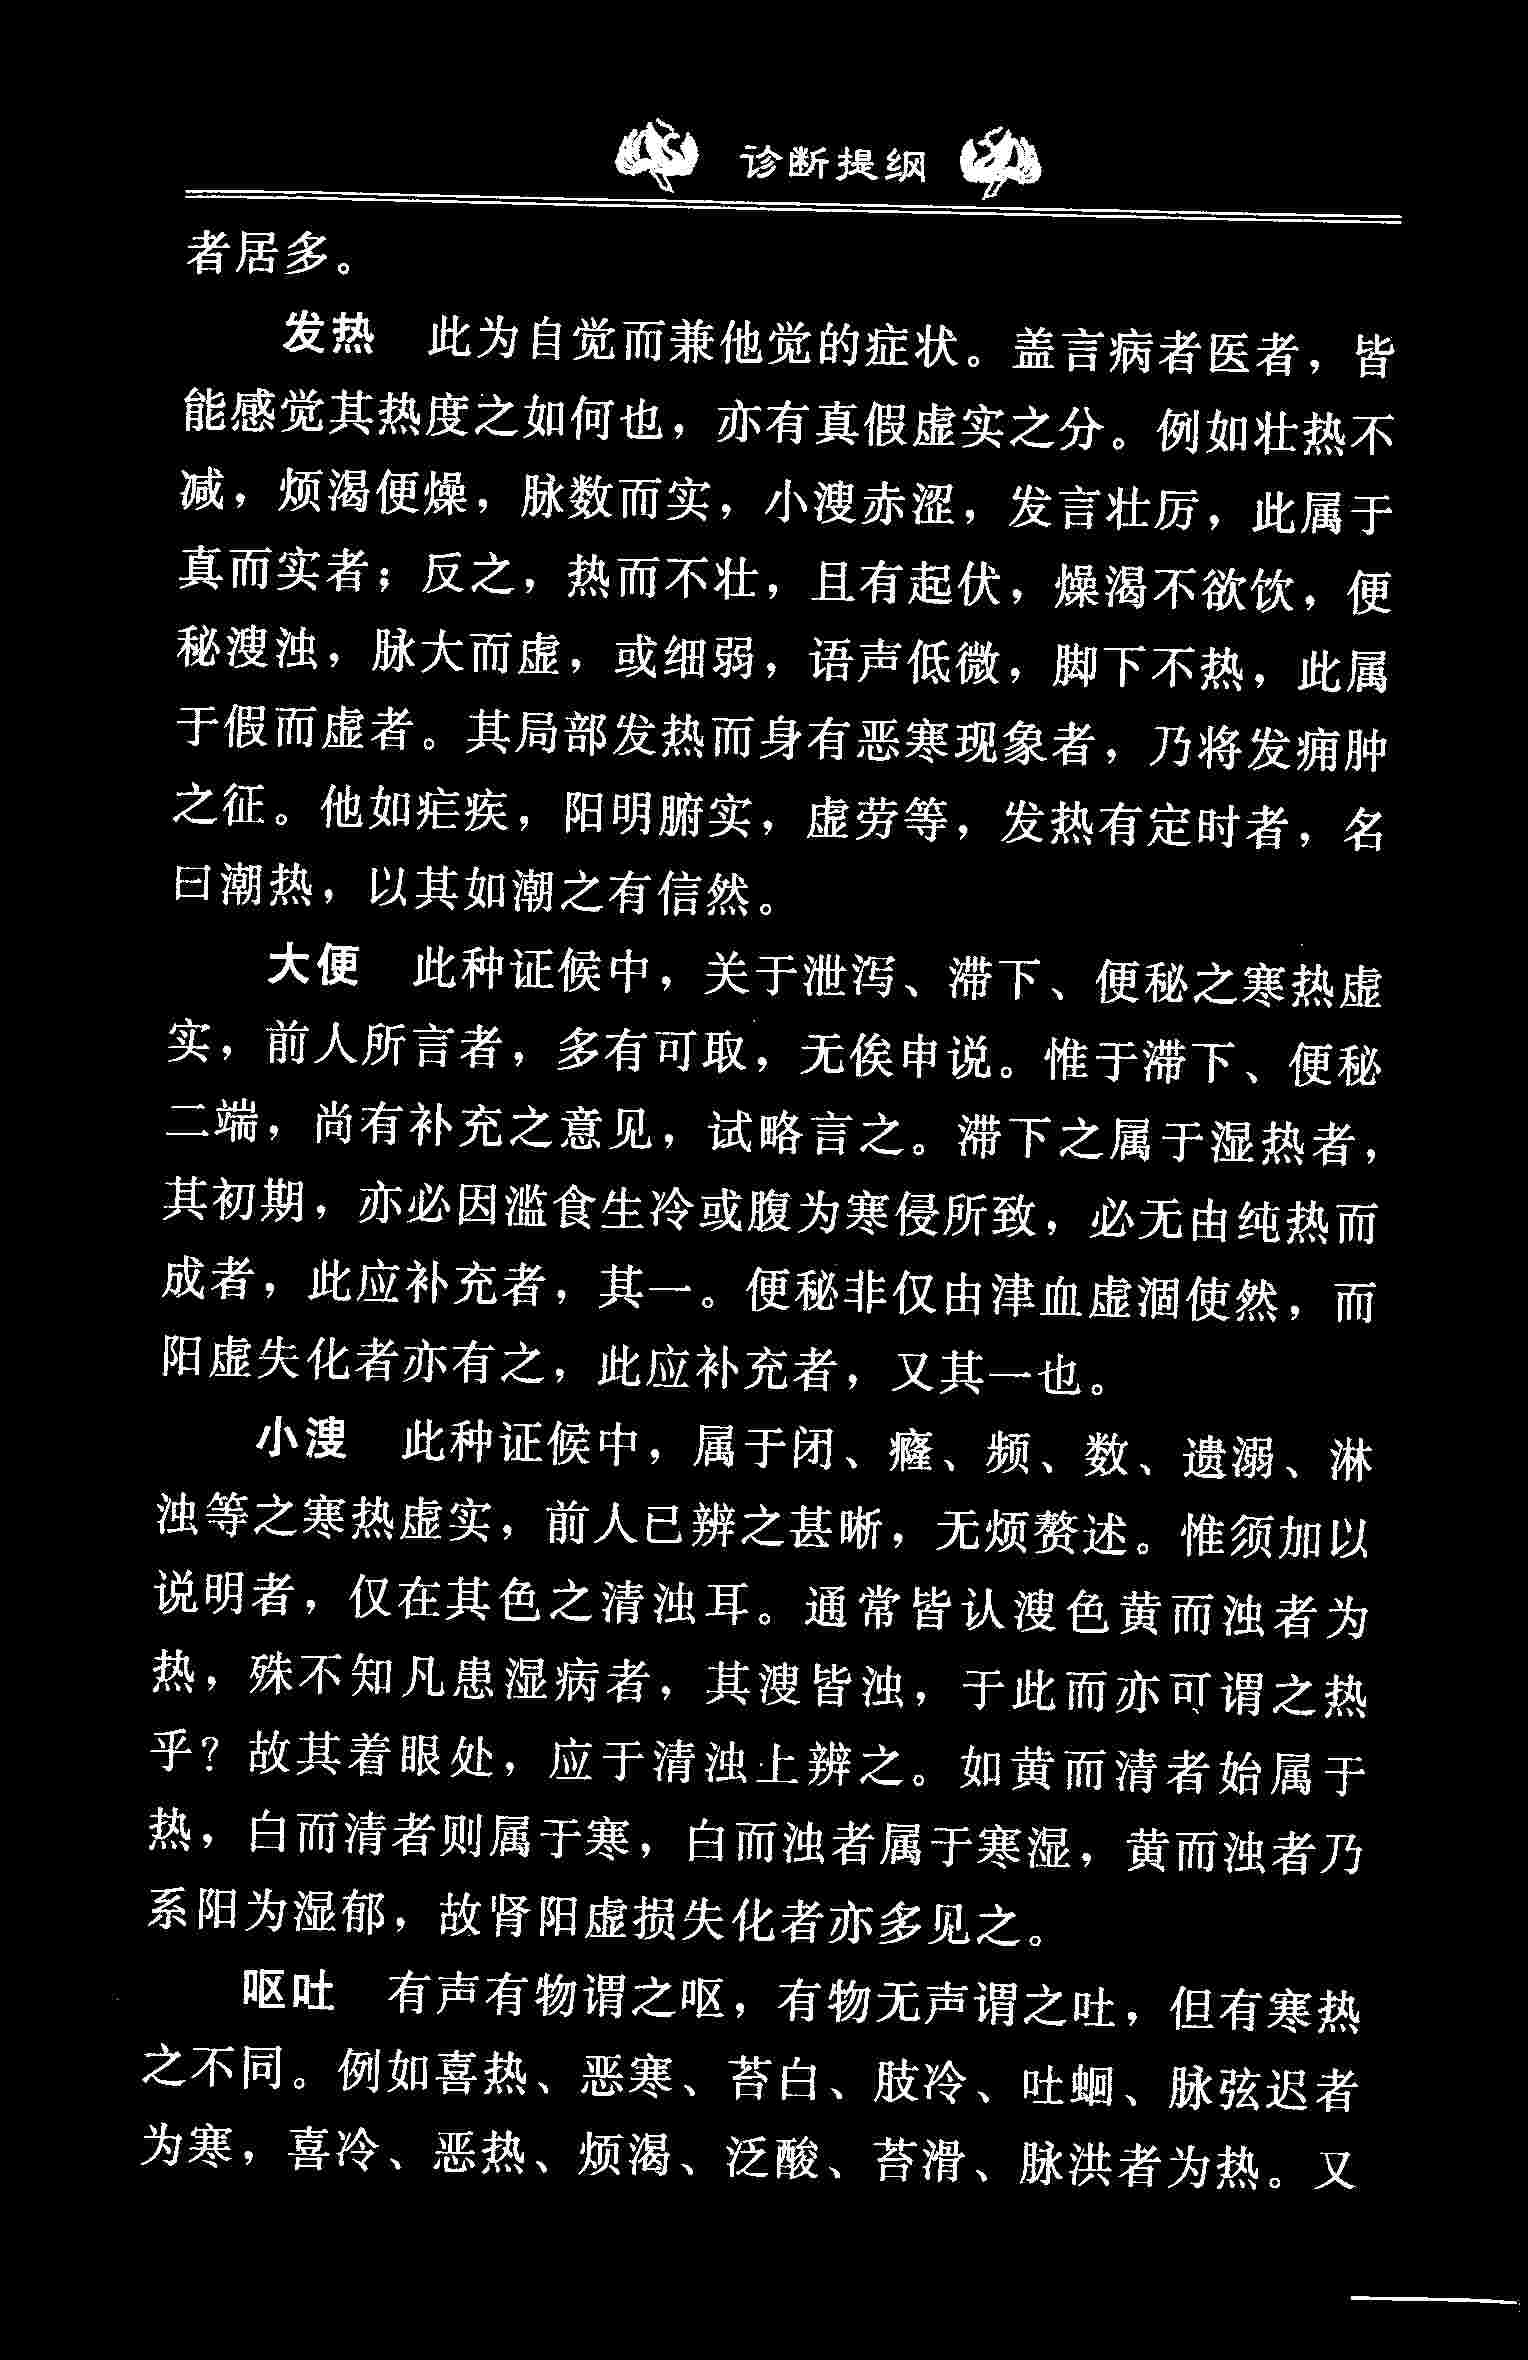 诊断提纲
者居多。
发热　此为自觉而兼他觉的症状。盖言病者医者，皆
能感觉其热度之如何也，亦有真假虚实之分。例如壮热不
减，烦渴便燥，脉数而实，小溲赤涩，发言壮厉，此属于
真而实者；反之，热而不壮，且有起伏，燥渴不欲饮，便
秘溲浊，脉大而虚，或细弱，语声低微，脚下不热，此属
于假而虚者。其局部发热而身有恶寒现象者，乃将发痈肿
之征。他如疟疾，阳明腑实，虚劳等，发热有定时者，名
曰潮热，以其如潮之有信然。
大便　此种证候中，关于泄泻、滞下、便秘之寒热虚
实，前人所言者，多有可取，无俟申说。惟于滞下、便秘
二端，尚有补充之意见，试略言之。滞下之属于湿热者，
其初期，亦必因滥食生冷或腹为寒侵所致，必无由纯热而
成者，此应补充者，其一。便秘非仅由津血虚涸使然，而
阳虚失化者亦有之，此应补充者，又其一也。
小溲　此种证候中，属于闭、癃、频、数、遗溺、淋
浊等之寒热虚实，前人已辨之甚晰，无烦赘述。惟须加以
说明者，仅在其色之清浊耳。通常皆认溲色黄而浊者为
热，殊不知凡患湿病者，其溲皆浊，于此而亦可谓之热
乎？故其着眼处，应于清浊上辨之。如黄而清者始属于
热，白而清者则属于寒，白而浊者属于寒湿，黄而浊者乃
系阳为湿郁，故肾阳虚损失化者亦多见之。
呕吐　有声有物谓之呕，有物无声谓之吐，但有寒热
之不同。例如喜热、恶寒、苔白、肢冷、吐蛔、脉弦迟者
为寒，喜冷、恶热、烦渴、泛酸、苔滑、脉洪者为热。又